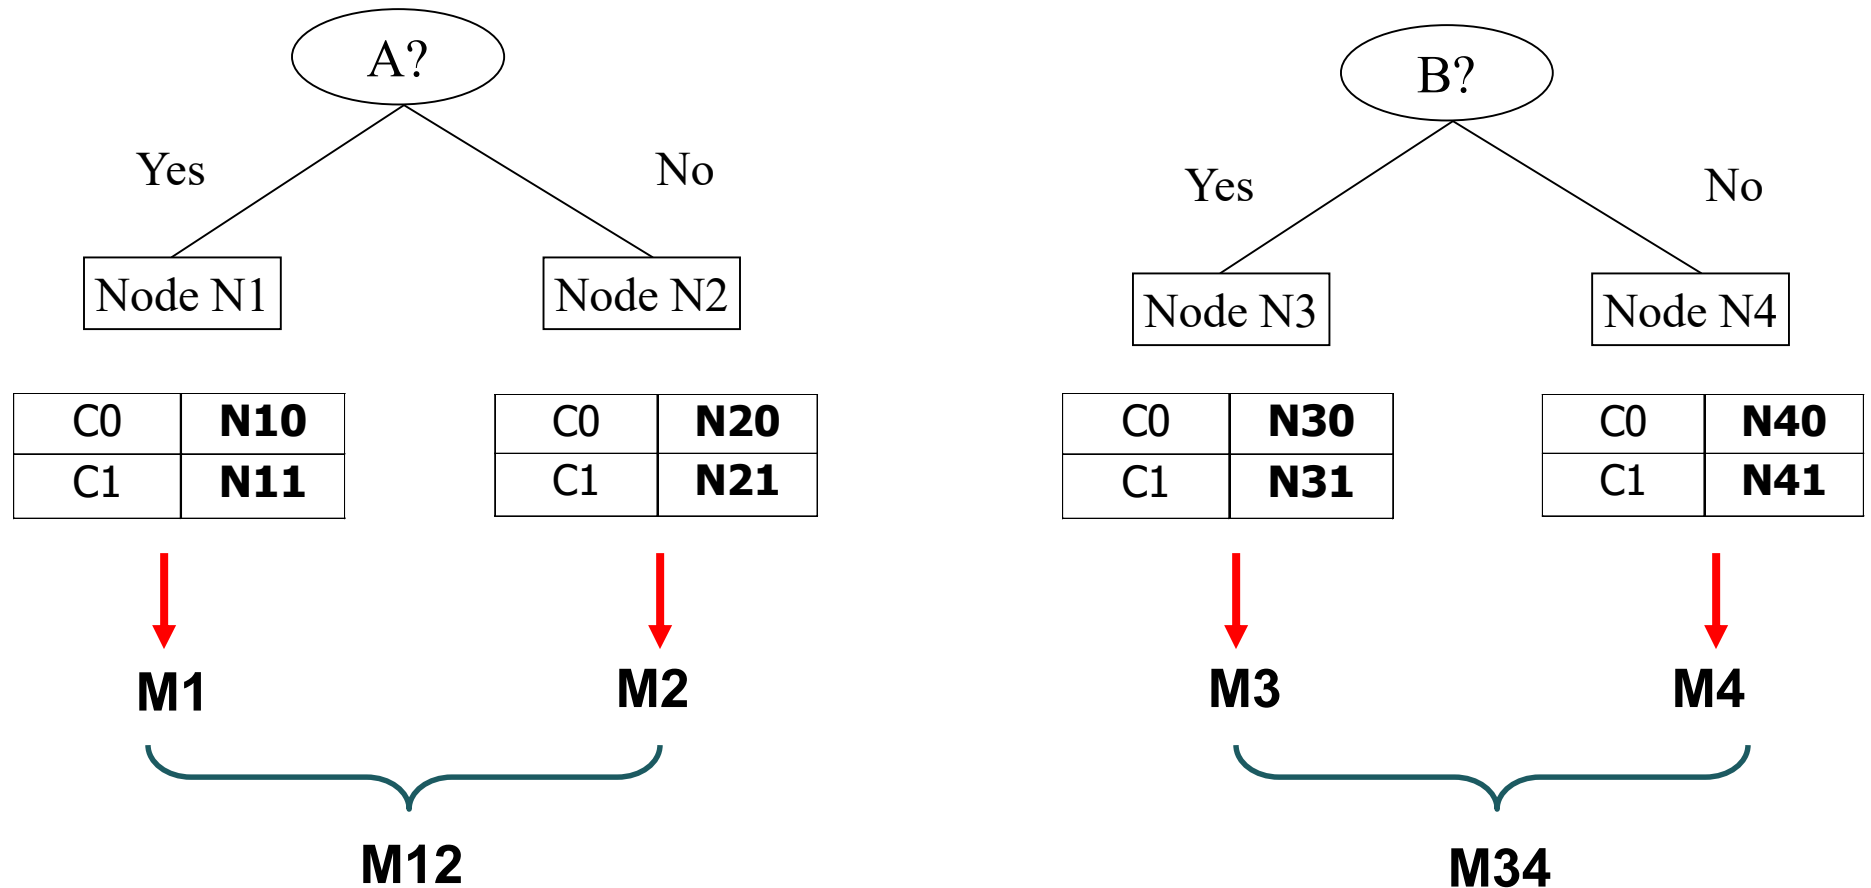 A?
B?
Yes
No
Yes
No
Node N1
Node N2
Node N3
Node N4
C0 N10
C1 N11
C0 N20
C1 N21
C0 N30
C1 N31
C0 N40
C1 N41
M1
M2
M3
M4
M12
M34